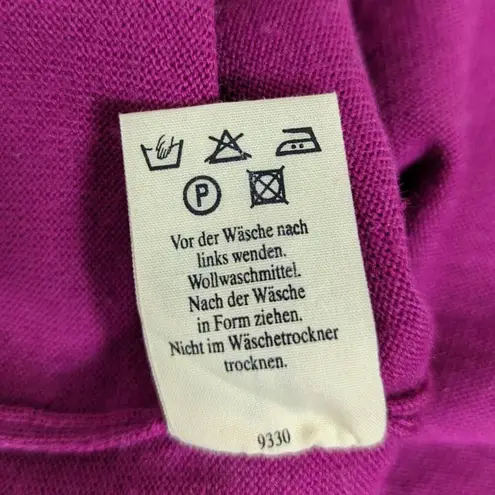 P
Vor der Wäsche nach
links wenden.
Wollwaschmittel.
Nach der Wäsche
in Form ziehen.
Nicht im Wäschetrockner
trocknen.
9330